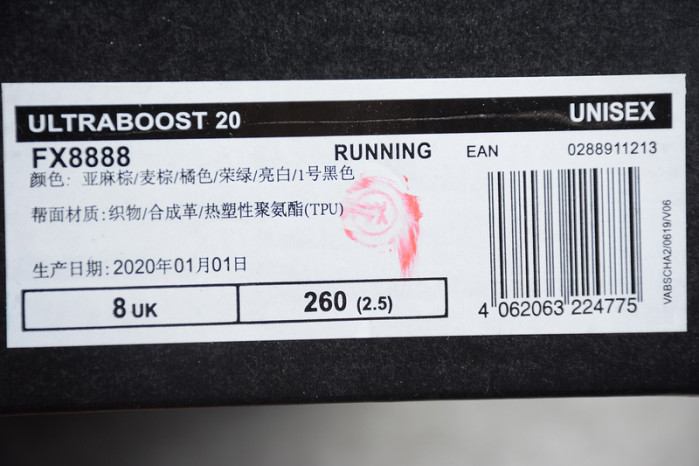 ULTRABOOST 20 UNISEX
FX8888 RUNNING EAN 0288911213
颜色: 亚麻棕/麦棕/橘色/荣绿/亮白/1号黑色
帮面材质: 织物/合成革/热塑性聚氨酯(TPU)
生产日期: 2020年01月01日
8 UK 260 (2.5)
4 062063 224775
VABSCHA2/0619/V06